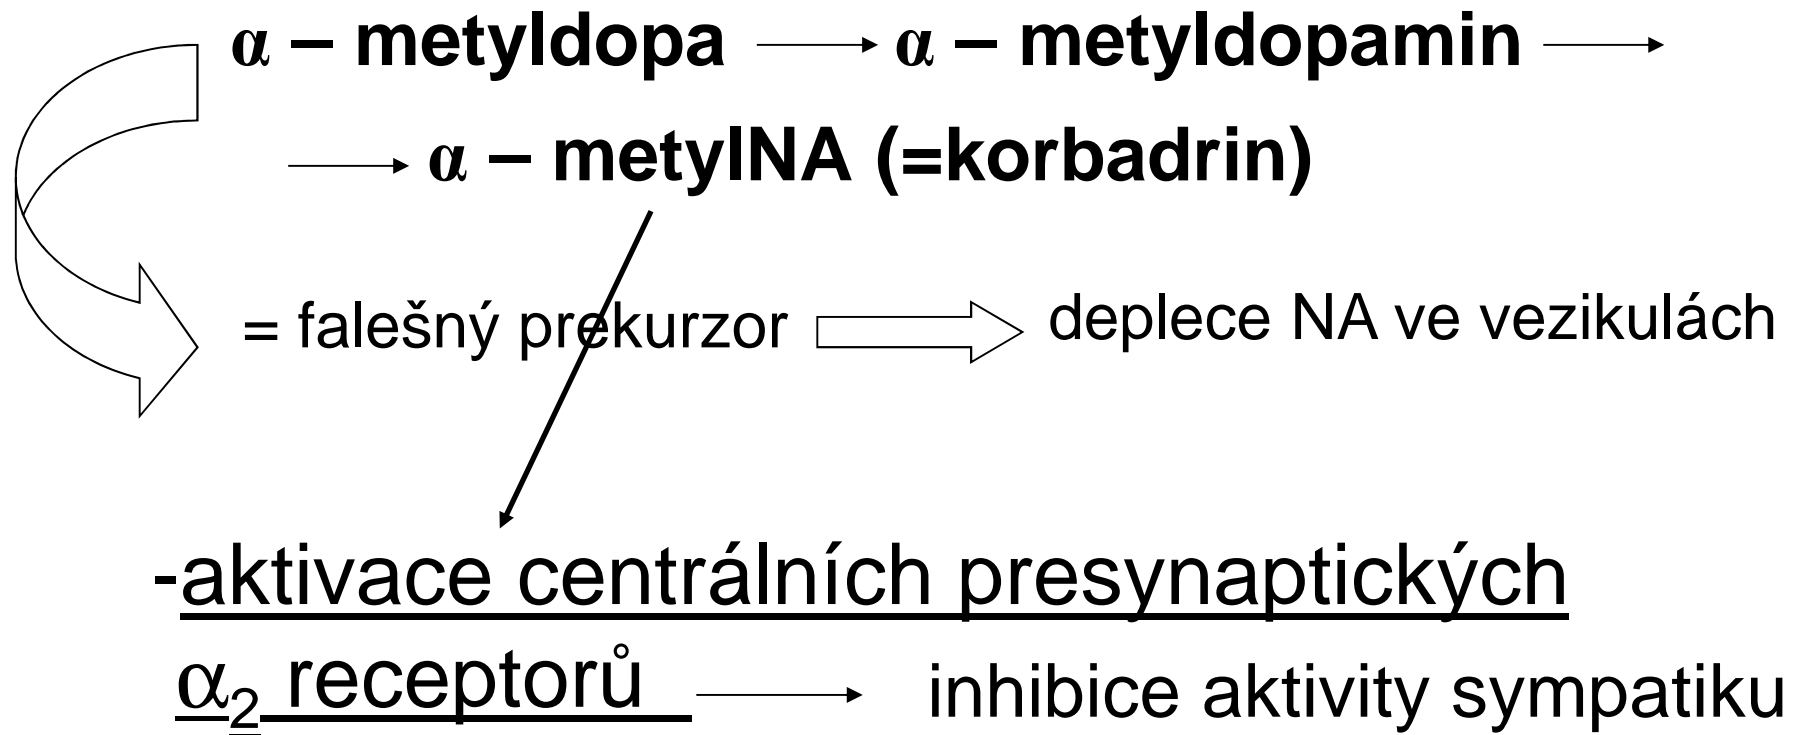 α – metyldopa → α – metyldopamin →
→ α – metylNA (=korbadrin)
= falešný prekurzor ⇨ deplece NA ve vezikulách
-aktivace centrálních presynaptických
α2 receptorů → inhibice aktivity sympatiku